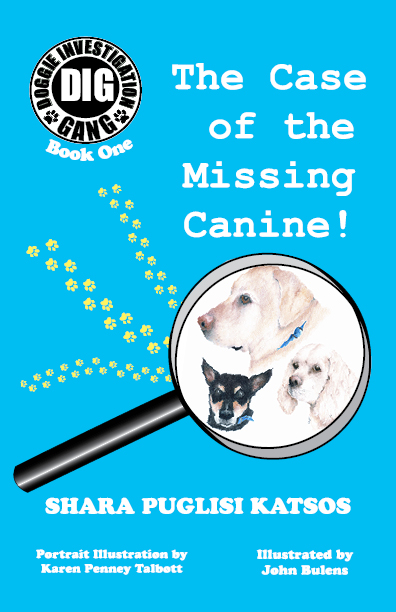 DOGGIE INVESTIGATION
DIG
GANG
Book One
The Case
of the
Missing
Canine!
SHARA PUGLISI KATSOS
Portrait Illustration by
Karen Penney Talbott
Illustrated by
John Bulens